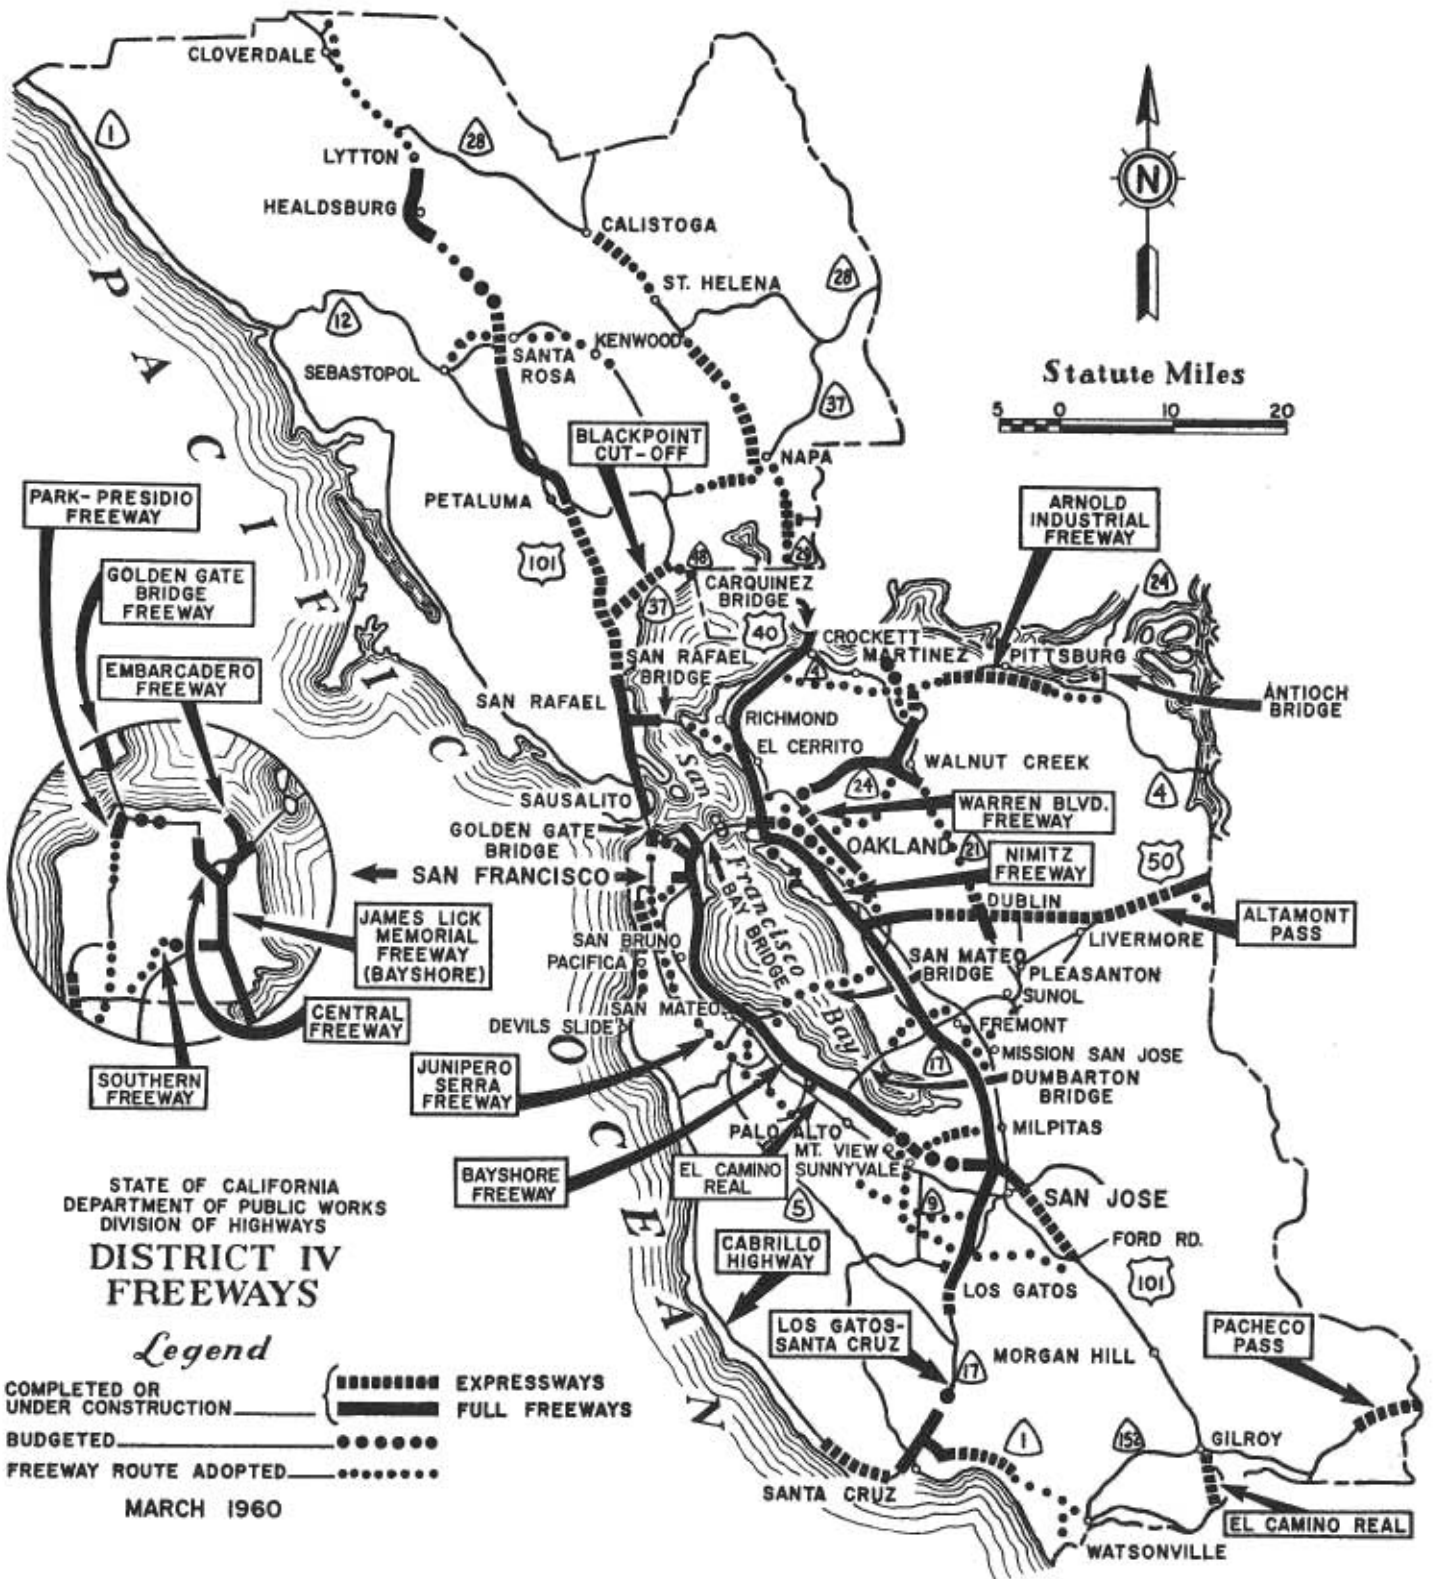 CLOVERDALE
1
28
LYTTON
HEALDSBURG
CALISTOGA
N
ST. HELENA
28
12
KENWOOD
SANTA
ROSA
SEBASTOPOL
Statute Miles
5 0 10 20
37
BLACKPOINT
CUT-OFF
NAPA
PETALUMA
PARK-PRESIDIO
FREEWAY
ARNOLD
INDUSTRIAL
FREEWAY
101
48
29
GOLDEN GATE
BRIDGE
FREEWAY
CARQUINEZ
BRIDGE
24
37
40
CROCKETT
MARTINEZ
PITTSBURG
SAN RAFAEL
BRIDGE
4
EMBARCADERO
FREEWAY
SAN RAFAEL
ANTIOCH
BRIDGE
RICHMOND
EL CERRITO
WALNUT CREEK
24
4
SAUSALITO
WARREN BLVD.
FREEWAY
GOLDEN GATE
BRIDGE
OAKLAND
21
50
SAN FRANCISCO
NIMITZ
FREEWAY
DUBLIN
BAY
BRIDGE
San
Francisco
Bay
JAMES LICK
MEMORIAL
FREEWAY
(BAYSHORE)
ALTAMONT
PASS
LIVERMORE
SAN BRUNO
PACIFICA
SAN MATEO
BRIDGE
PLEASANTON
SUNOL
CENTRAL
FREEWAY
SAN MATEO
DEVILS SLIDE
FREMONT
17
MISSION SAN JOSE
SOUTHERN
FREEWAY
JUNIPERO
SERRA
FREEWAY
DUMBARTON
BRIDGE
PALO ALTO
MILPITAS
MT. VIEW
SUNNYVALE
BAYSHORE
FREEWAY
EL CAMINO
REAL
5
9
SAN JOSE
PACIFIC OCEAN
CABRILLO
HIGHWAY
FORD RD.
101
LOS GATOS
LOS GATOS-
SANTA CRUZ
PACHECO
PASS
17
MORGAN HILL
1
152
GILROY
SANTA CRUZ
EL CAMINO REAL
WATSONVILLE
STATE OF CALIFORNIA
DEPARTMENT OF PUBLIC WORKS
DIVISION OF HIGHWAYS
DISTRICT IV
FREEWAYS
Legend
COMPLETED OR
UNDER CONSTRUCTION
EXPRESSWAYS
FULL FREEWAYS
BUDGETED
FREEWAY ROUTE ADOPTED
MARCH 1960